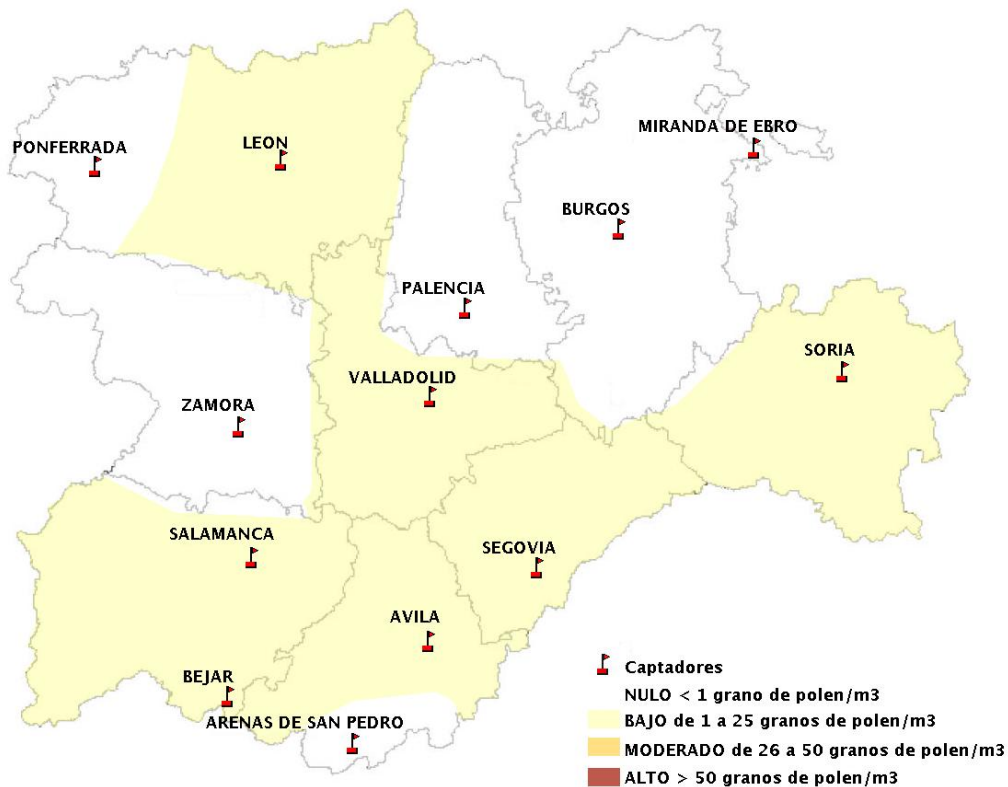 MIRANDA DE EBRO
PONFERRADA
LEON
BURGOS
PALENCIA
SORIA
VALLADOLID
ZAMORA
SALAMANCA
SEGOVIA
AVILA
BEJAR
ARENAS DE SAN PEDRO
Captadores
NULO < 1 grano de polen/m3
BAJO de 1 a 25 granos de polen/m3
MODERADO de 26 a 50 granos de polen/m3
ALTO > 50 granos de polen/m3